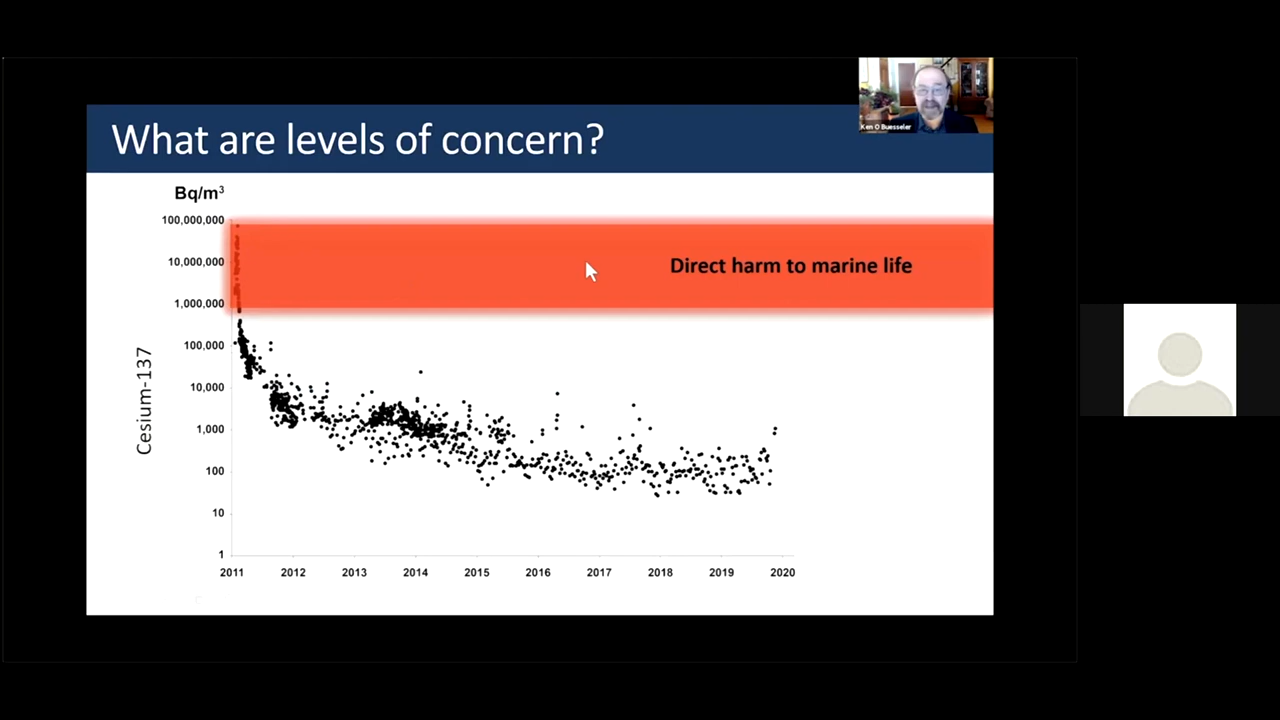 Ken O Buesseler
What are levels of concern?
Bq/m³
100,000,000
10,000,000
1,000,000
100,000
10,000
1,000
100
10
1
Cesium-137
Direct harm to marine life
2011 2012 2013 2014 2015 2016 2017 2018 2019 2020